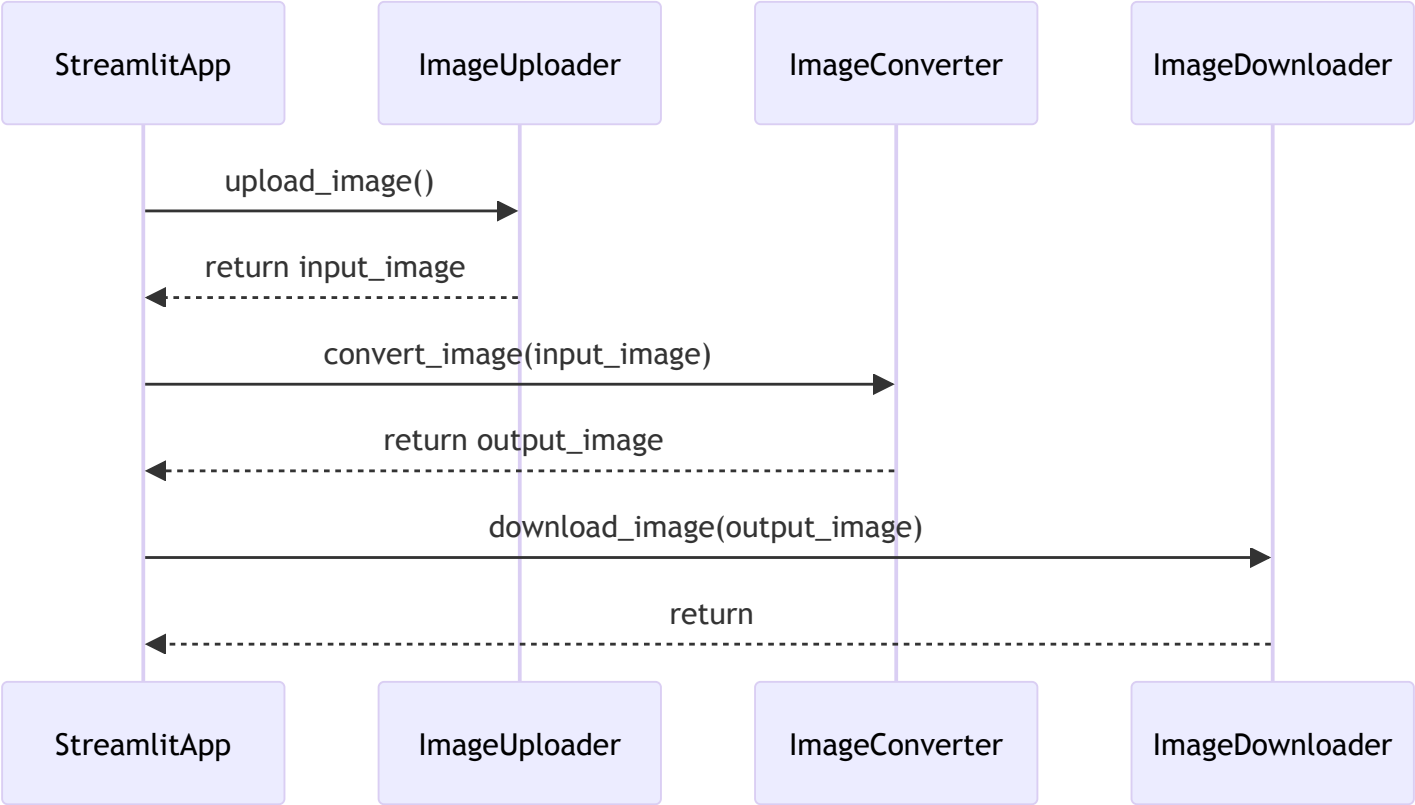 StreamlitApp
ImageUploader
ImageConverter
ImageDownloader
upload_image()
return input_image
convert_image(input_image)
return output_image
download_image(output_image)
return
StreamlitApp
ImageUploader
ImageConverter
ImageDownloader